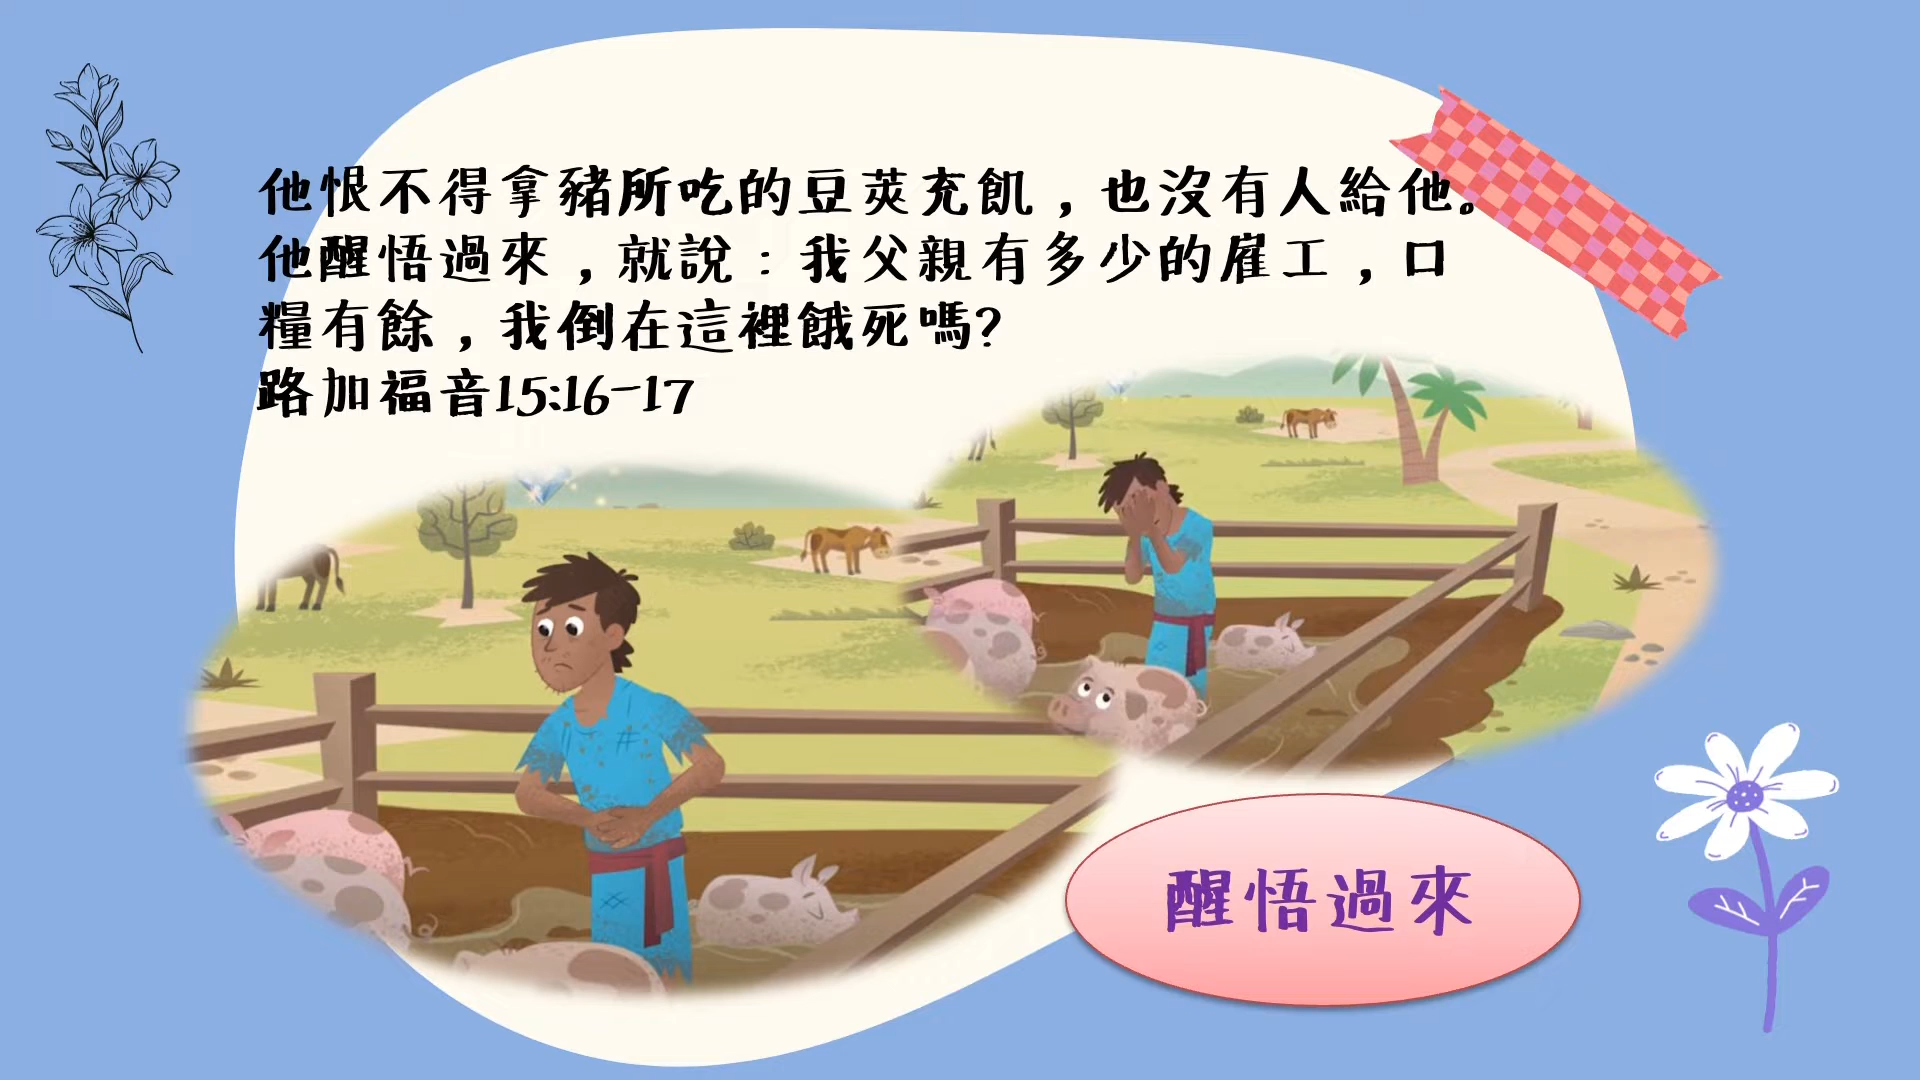 他恨不得拿豬所吃的豆莢充飢，也沒有人給他。
他醒悟過來，就說：我父親有多少的雇工，口
糧有餘，我倒在這裡餓死嗎?
路加福音15:16-17
醒悟過來